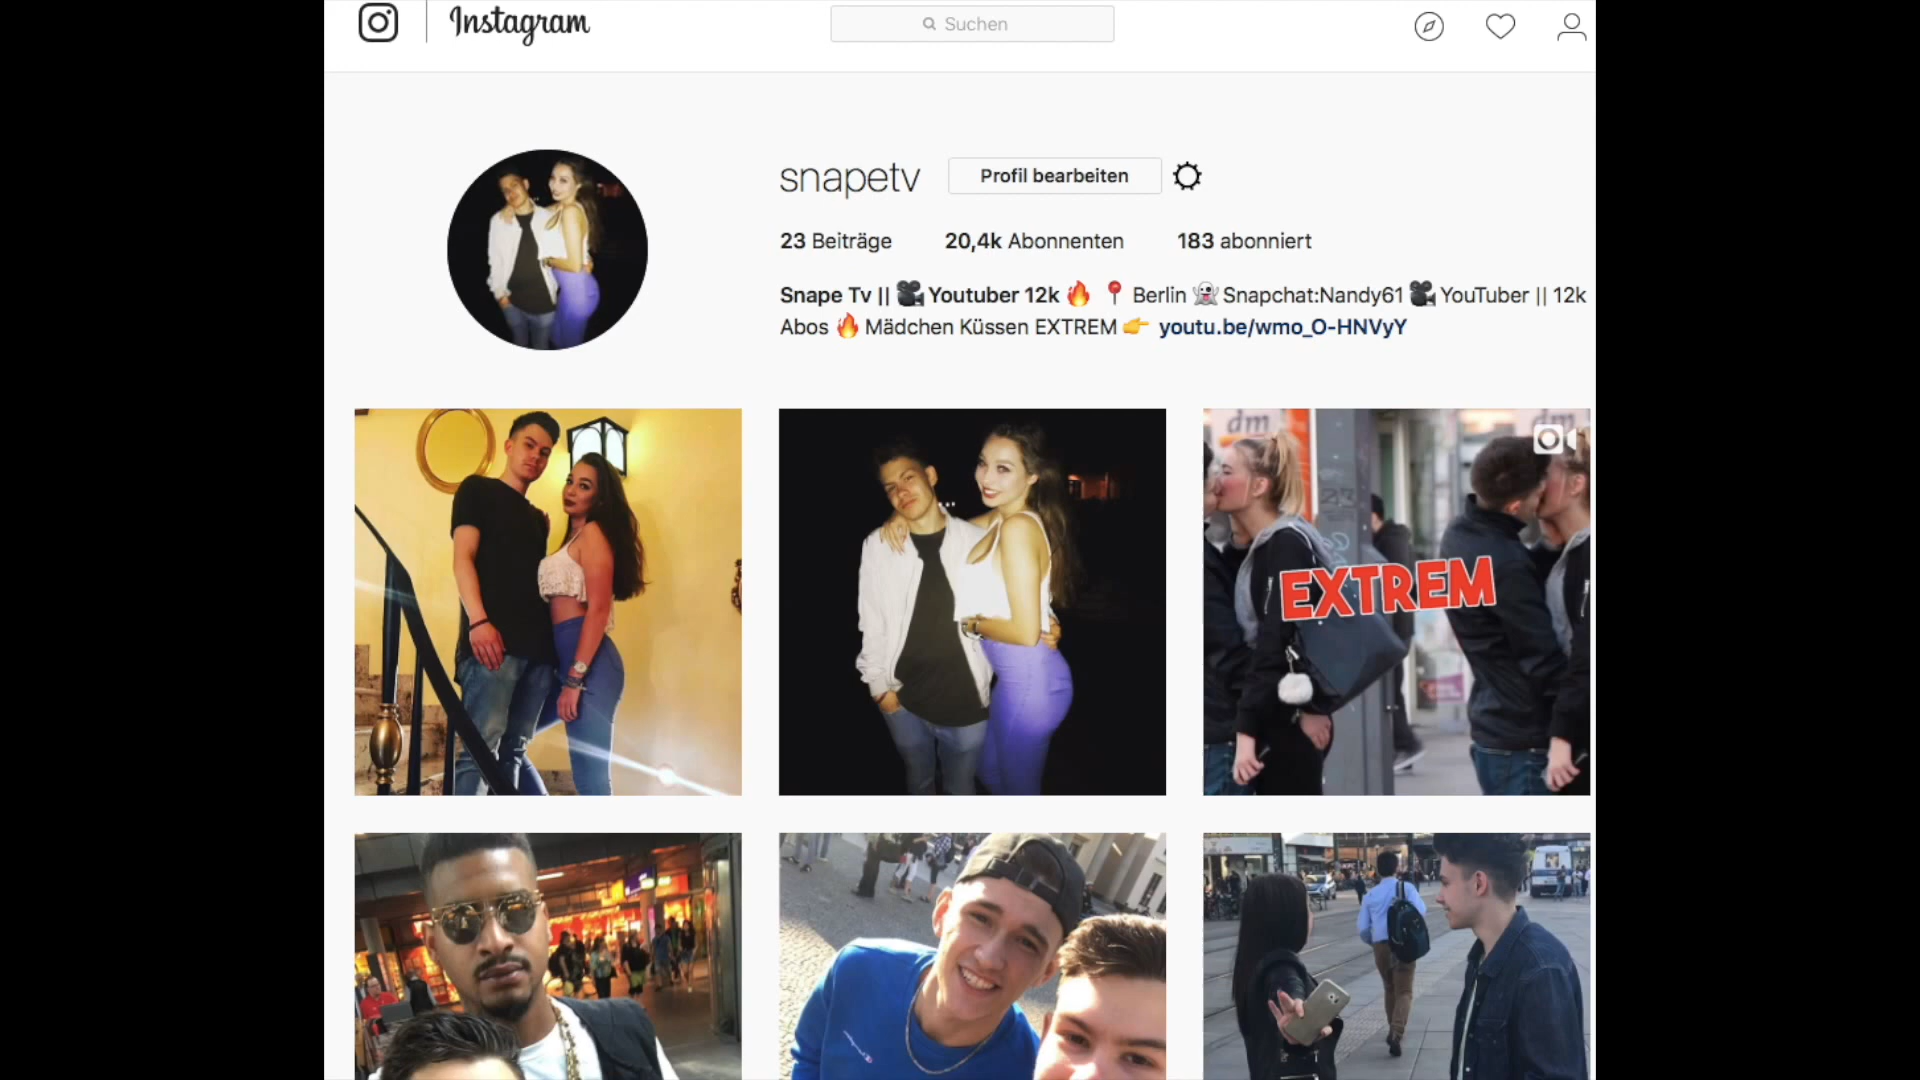 Instagram
Suchen
snapetv Profil bearbeiten
23 Beiträge 20,4k Abonnenten 183 abonniert
Snape Tv || 🎥Youtuber 12k 🔥 📍 Berlin 👻Snapchat:Nandy61 🎥YouTuber || 12k
Abos 🔥 Mädchen Küssen EXTREM 👉 youtu.be/wmo_O-HNVyY
dm dm
EXTREM